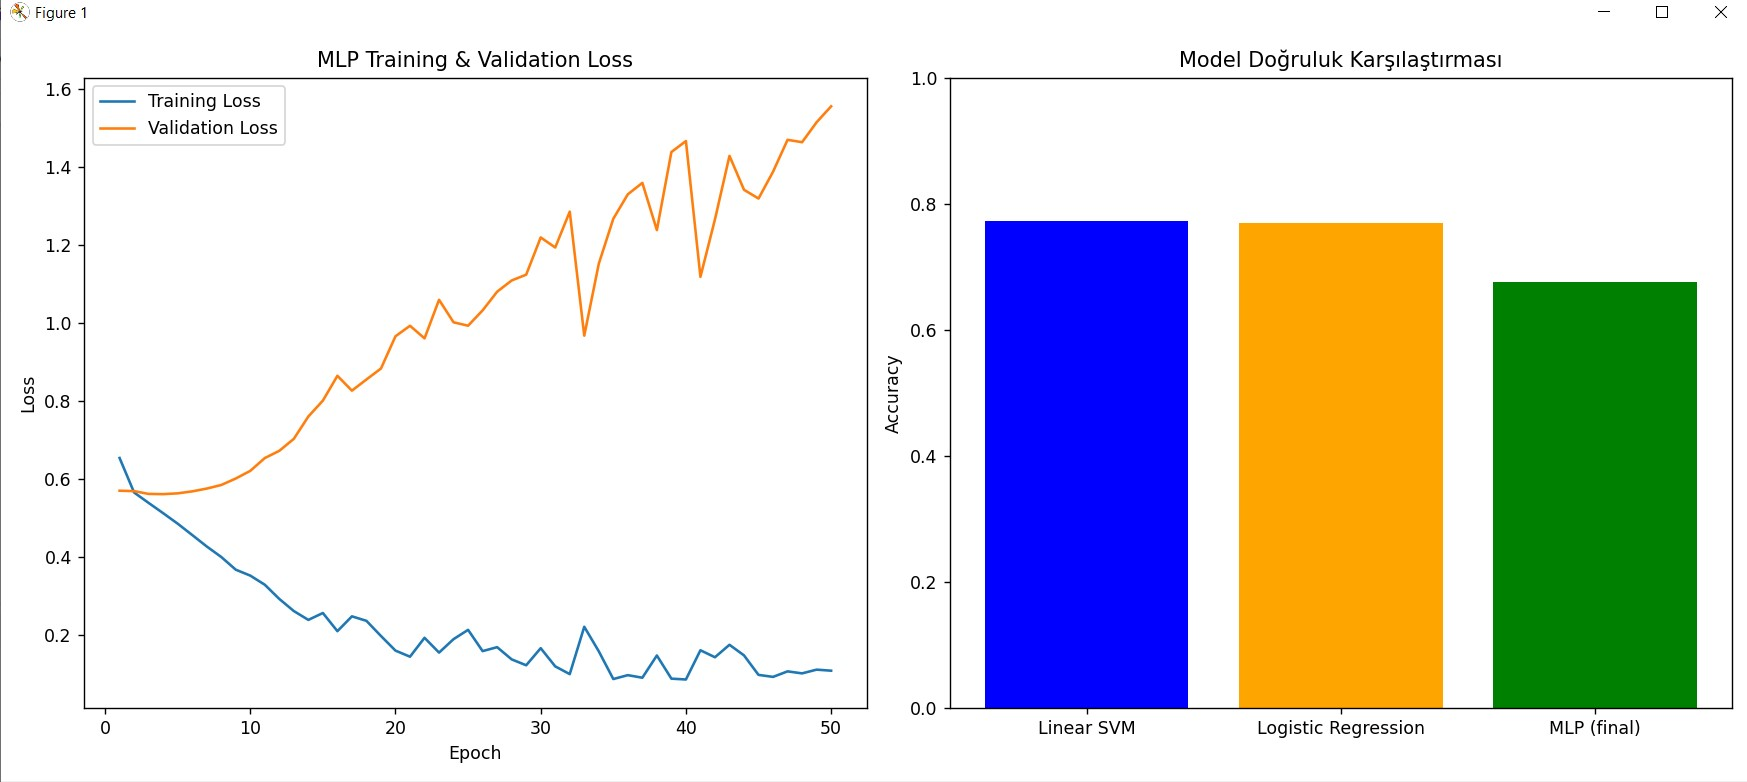 Figure 1
MLP Training & Validation Loss
Training Loss
Validation Loss
1.6
1.4
1.2
1.0
0.8
0.6
0.4
0.2
Loss
0 10 20 30 40 50
Epoch
Model Doğruluk Karşılaştırması
1.0
0.8
0.6
0.4
0.2
0.0
Accuracy
Linear SVM Logistic Regression MLP (final)